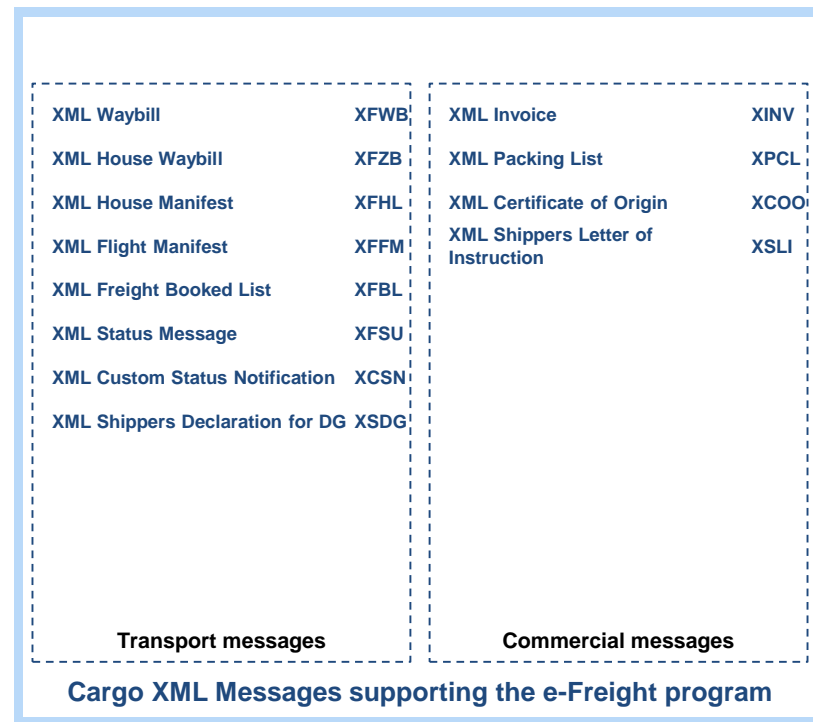 XML Waybill XFWB
XML House Waybill XFZB
XML House Manifest XFHL
XML Flight Manifest XFFM
XML Freight Booked List XFBL
XML Status Message XFSU
XML Custom Status Notification XCSN
XML Shippers Declaration for DG XSDG
Transport messages
XML Invoice XINV
XML Packing List XPCL
XML Certificate of Origin XCOO
XML Shippers Letter of
Instruction XSLI
Commercial messages
Cargo XML Messages supporting the e-Freight program